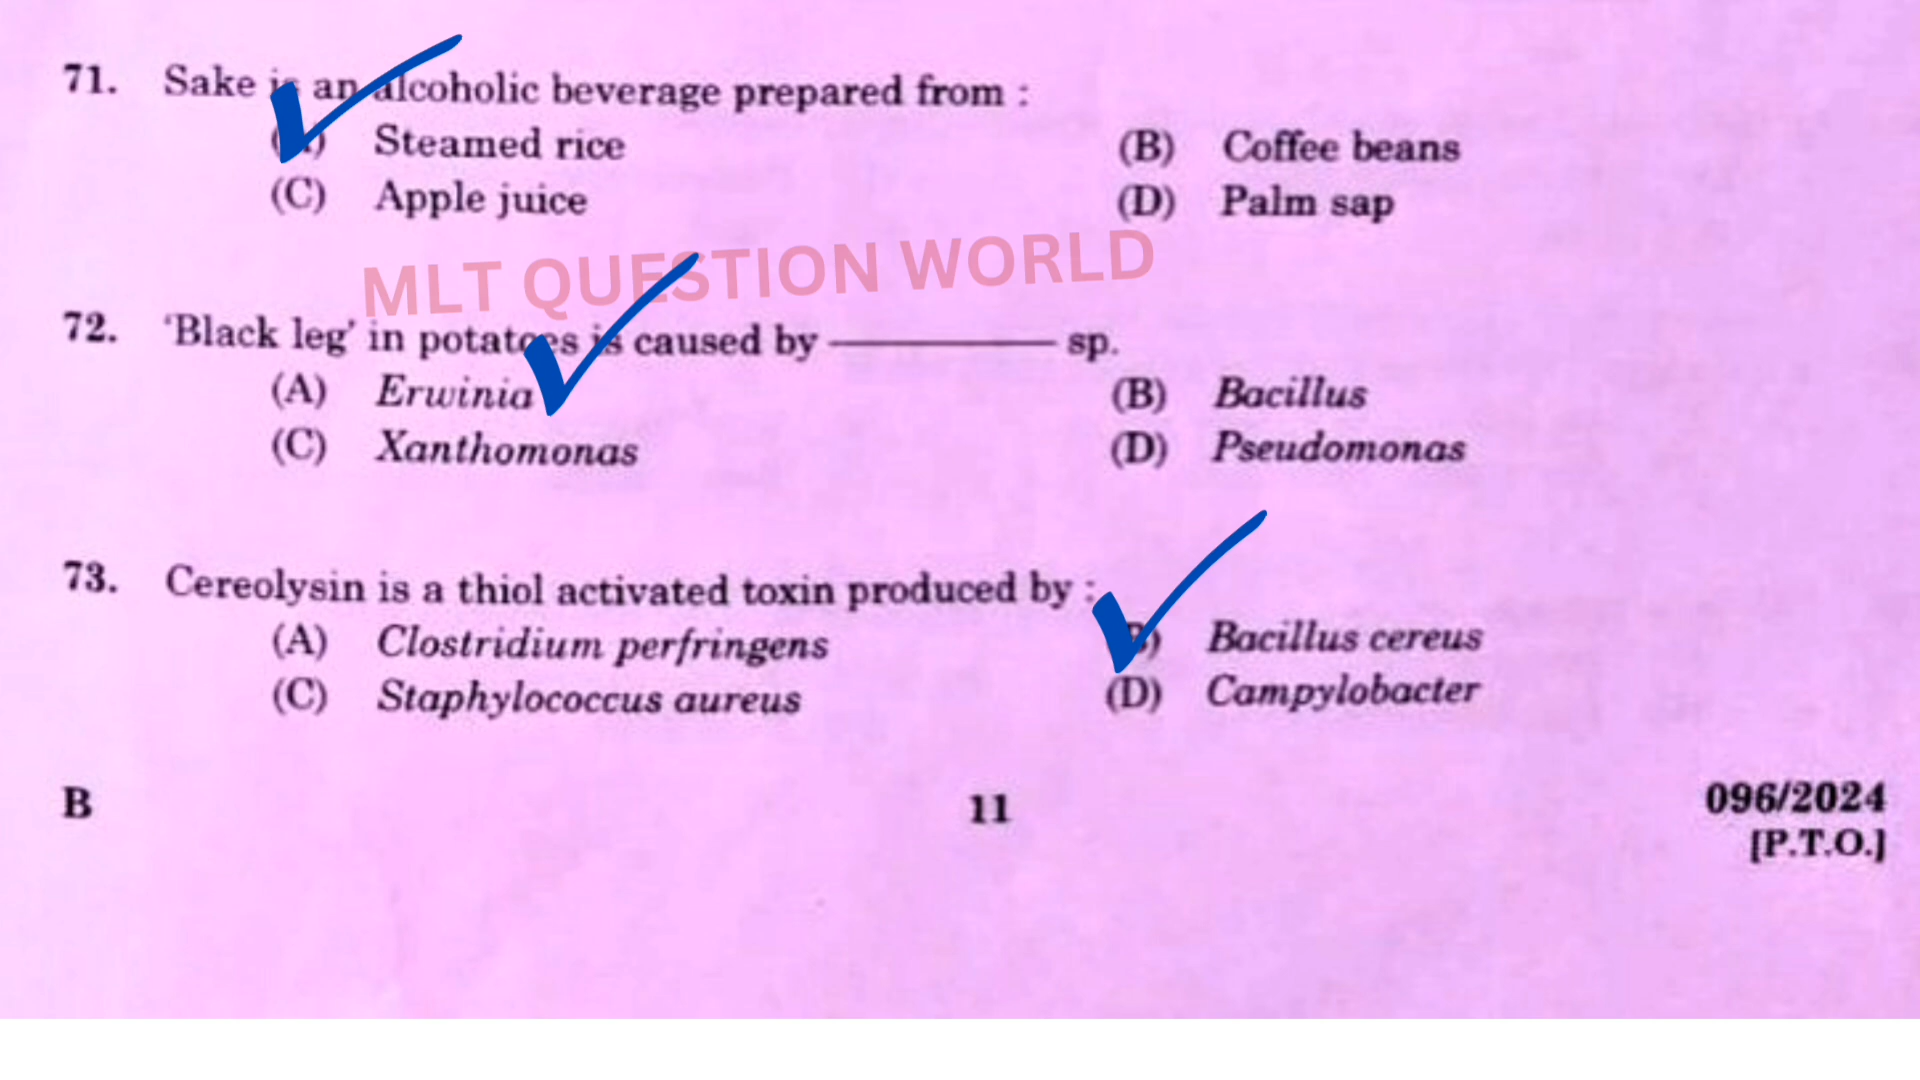 71. Sake is an alcoholic beverage prepared from :
(A) Steamed rice (B) Coffee beans
(C) Apple juice (D) Palm sap
MLT QUESTION WORLD
72. ‘Black leg’ in potatoes is caused by ———— sp.
(A) Erwinia (B) Bacillus
(C) Xanthomonas (D) Pseudomonas
73. Cereolysin is a thiol activated toxin produced by :
(A) Clostridium perfringens (B) Bacillus cereus
(C) Staphylococcus aureus (D) Campylobacter
B 11 096/2024
[P.T.O.]